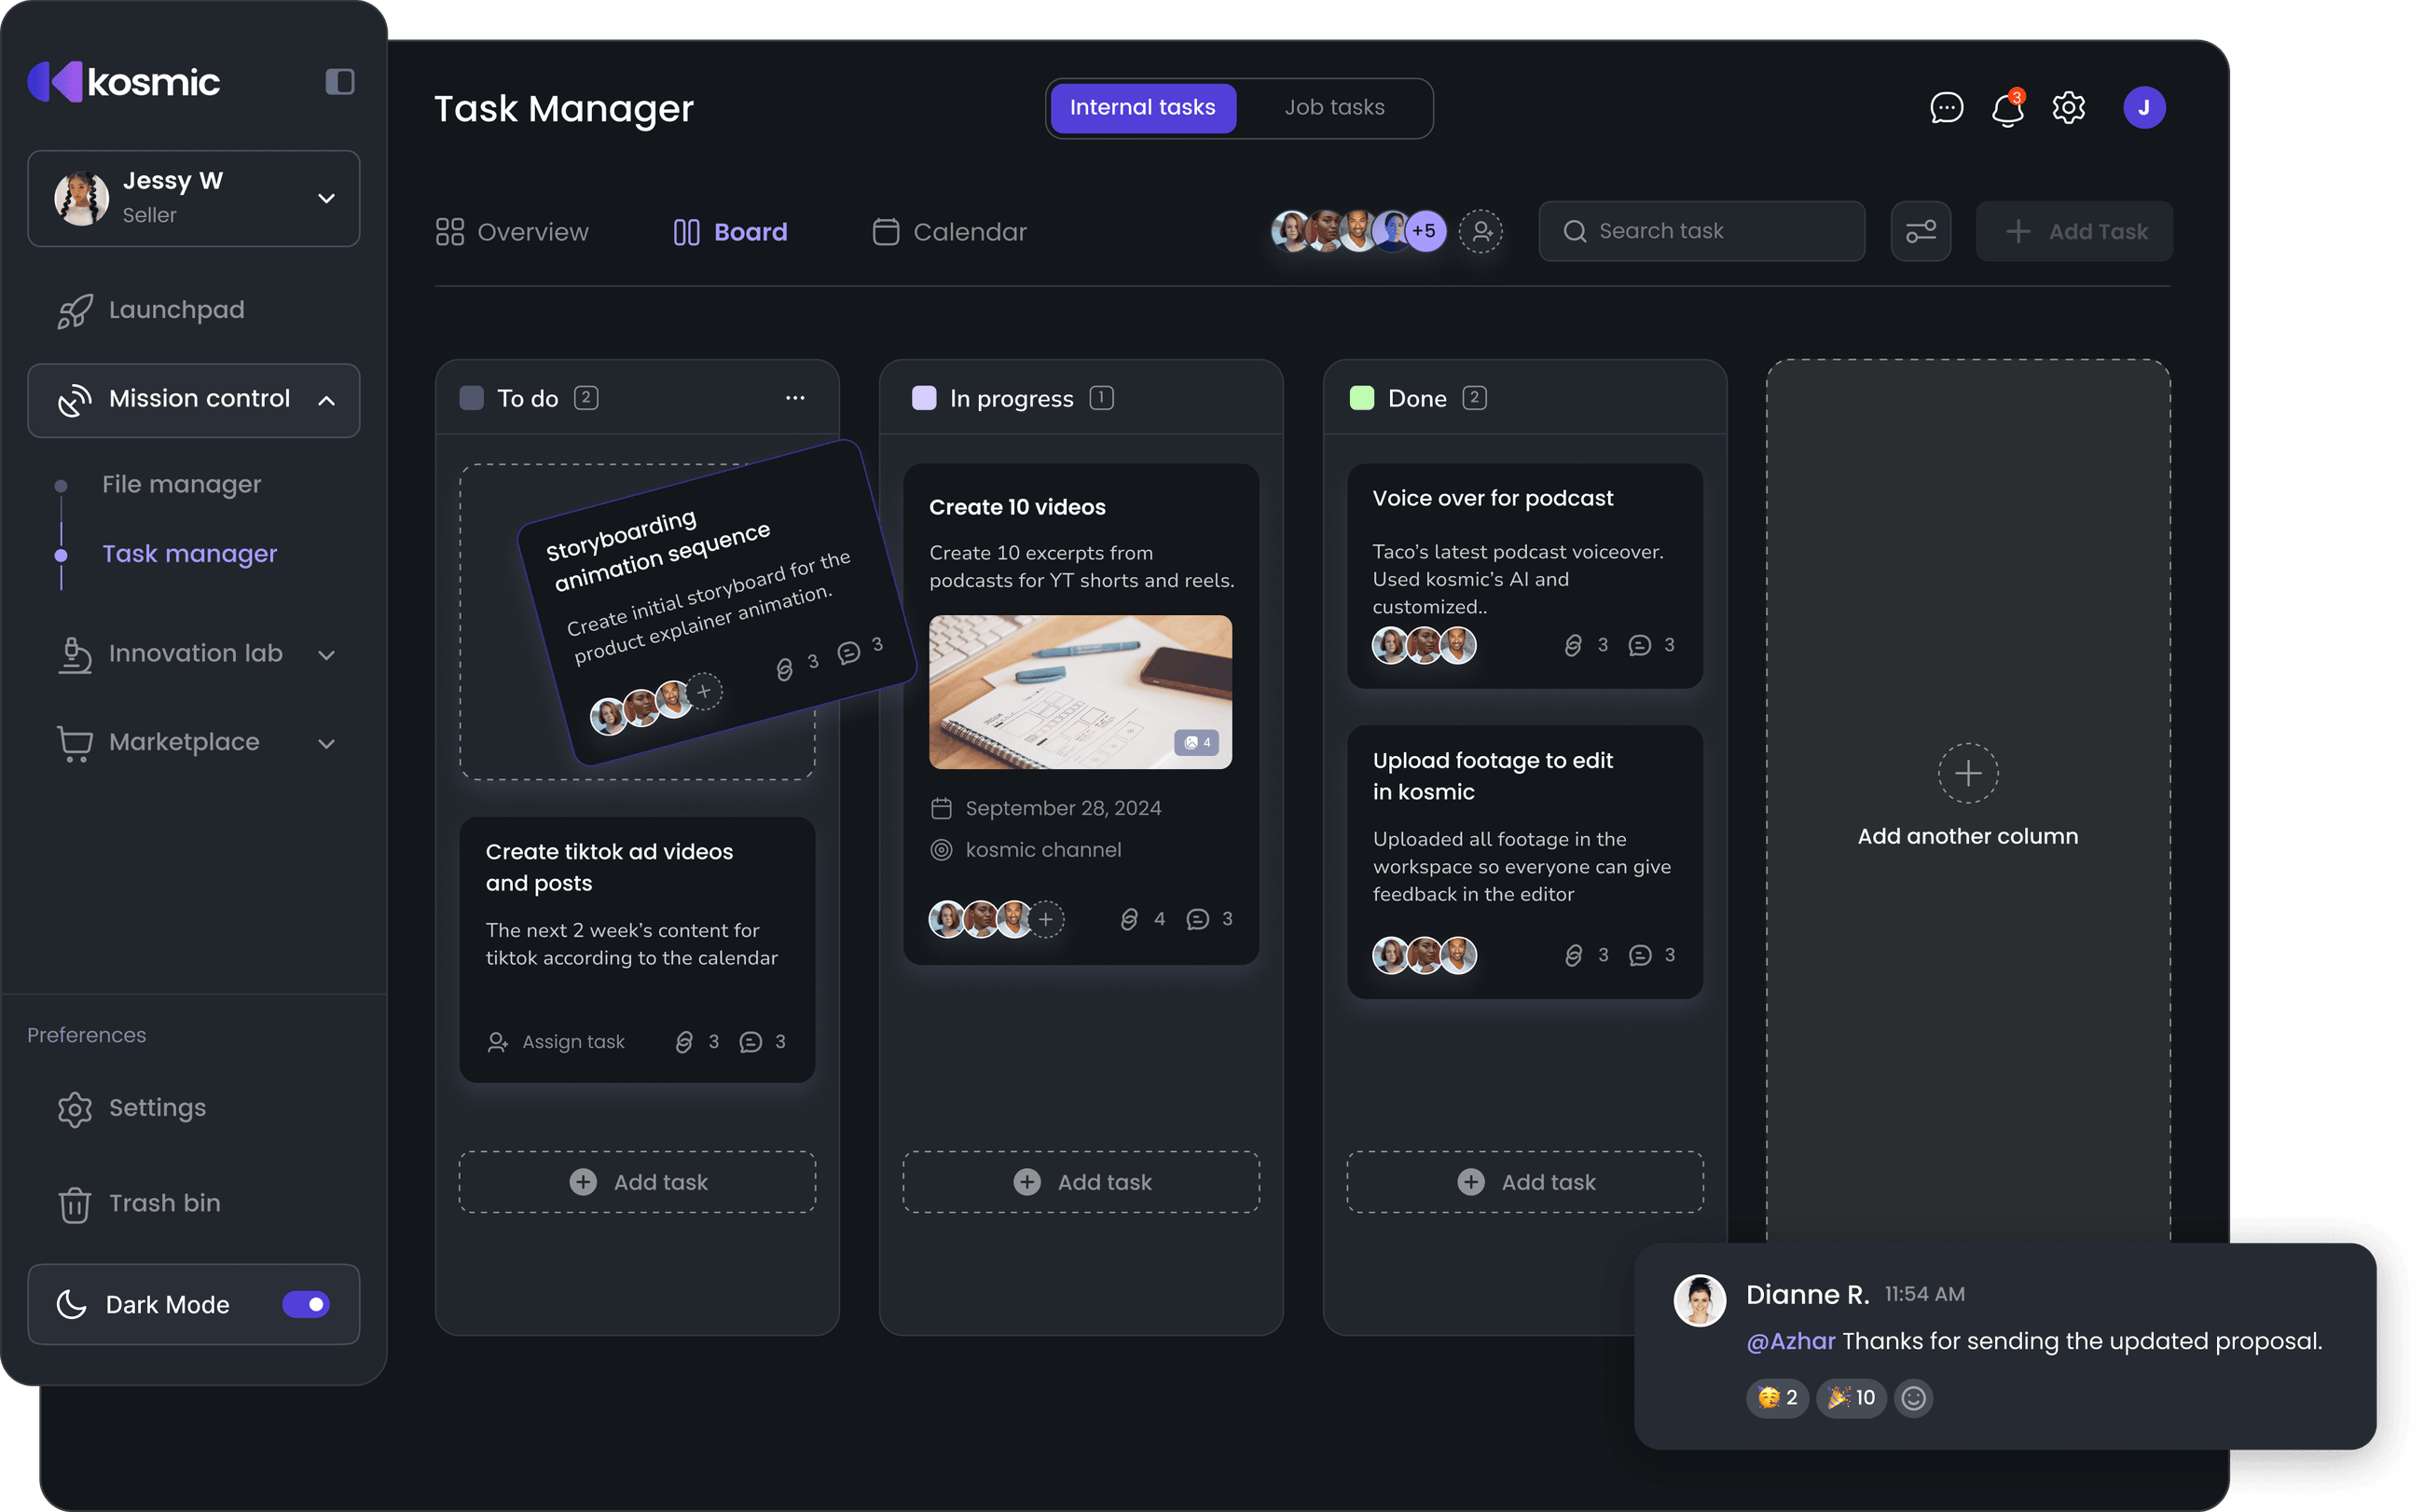 kosmic
Jessy W
Seller
Launchpad
Mission control
File manager
Task manager
Innovation lab
Marketplace
Preferences
Settings
Trash bin
Dark Mode
Task Manager
Internal tasks
Job tasks
3
J
Overview
Board
Calendar
+5
Search task
Add Task
To do 2
Storyboarding
animation sequence
Create initial storyboard for the
product explainer animation.
3 3
Create tiktok ad videos
and posts
The next 2 week’s content for
tiktok according to the calendar
Assign task 3 3
Add task
In progress 1
Create 10 videos
Create 10 excerpts from
podcasts for YT shorts and reels.
4
September 28, 2024
kosmic channel
4 3
Add task
Done 2
Voice over for podcast
Taco’s latest podcast voiceover.
Used kosmic’s AI and
customized..
3 3
Upload footage to edit
in kosmic
Uploaded all footage in the
workspace so everyone can give
feedback in the editor
3 3
Add task
Add another column
Dianne R. 11:54 AM
@Azhar Thanks for sending the updated proposal.
🥳 2 🎉 10